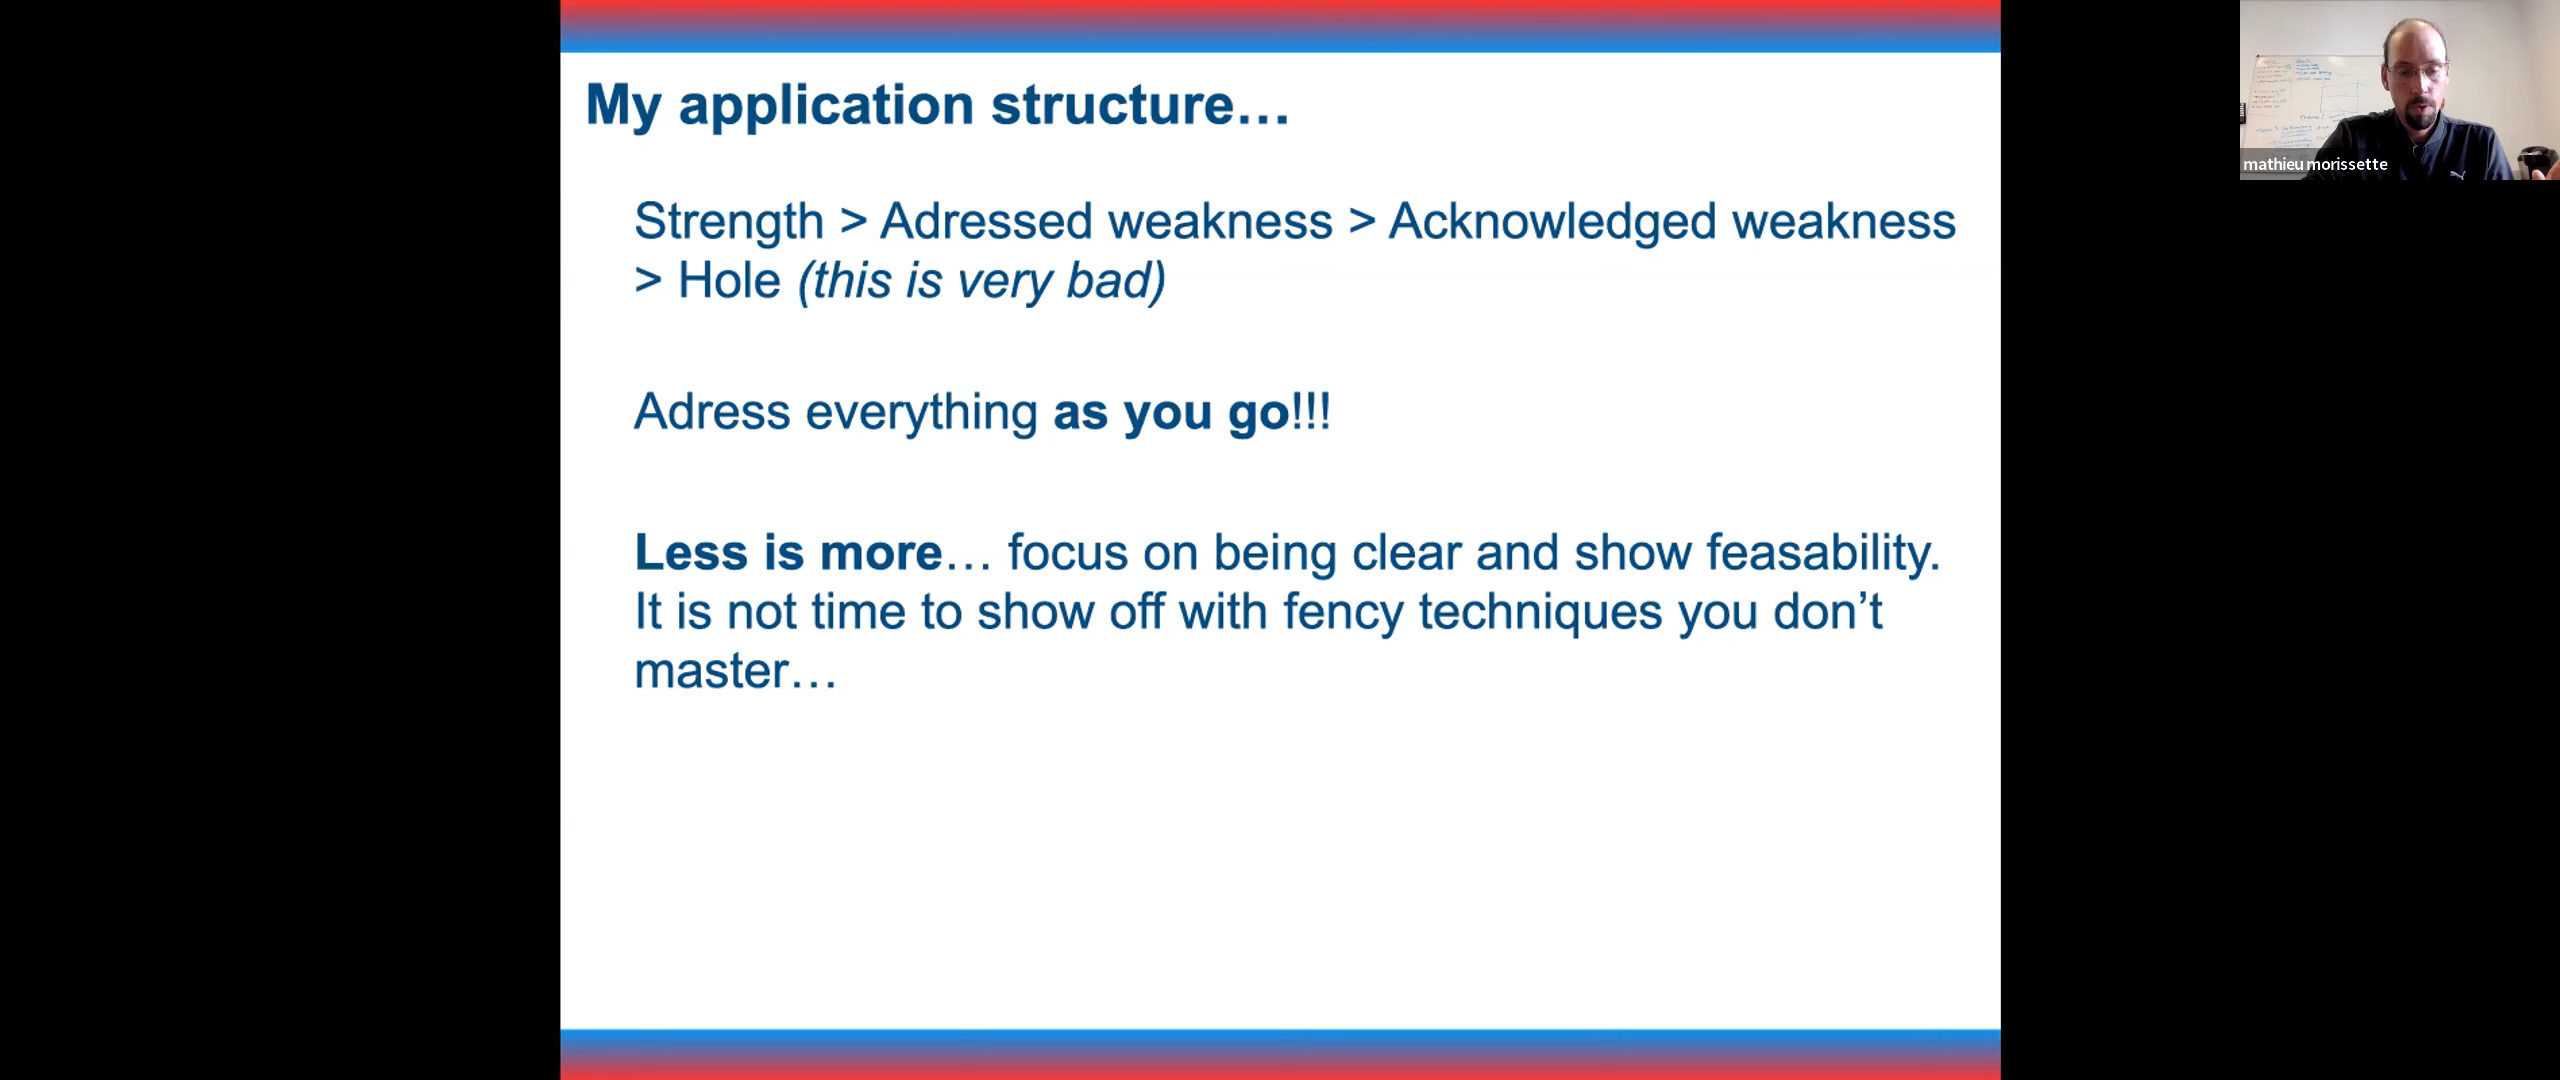 My application structure…
Strength > Adressed weakness > Acknowledged weakness
> Hole (this is very bad)
Adress everything as you go!!!
Less is more… focus on being clear and show feasability.
It is not time to show off with fency techniques you don’t
master…
mathieu morissette